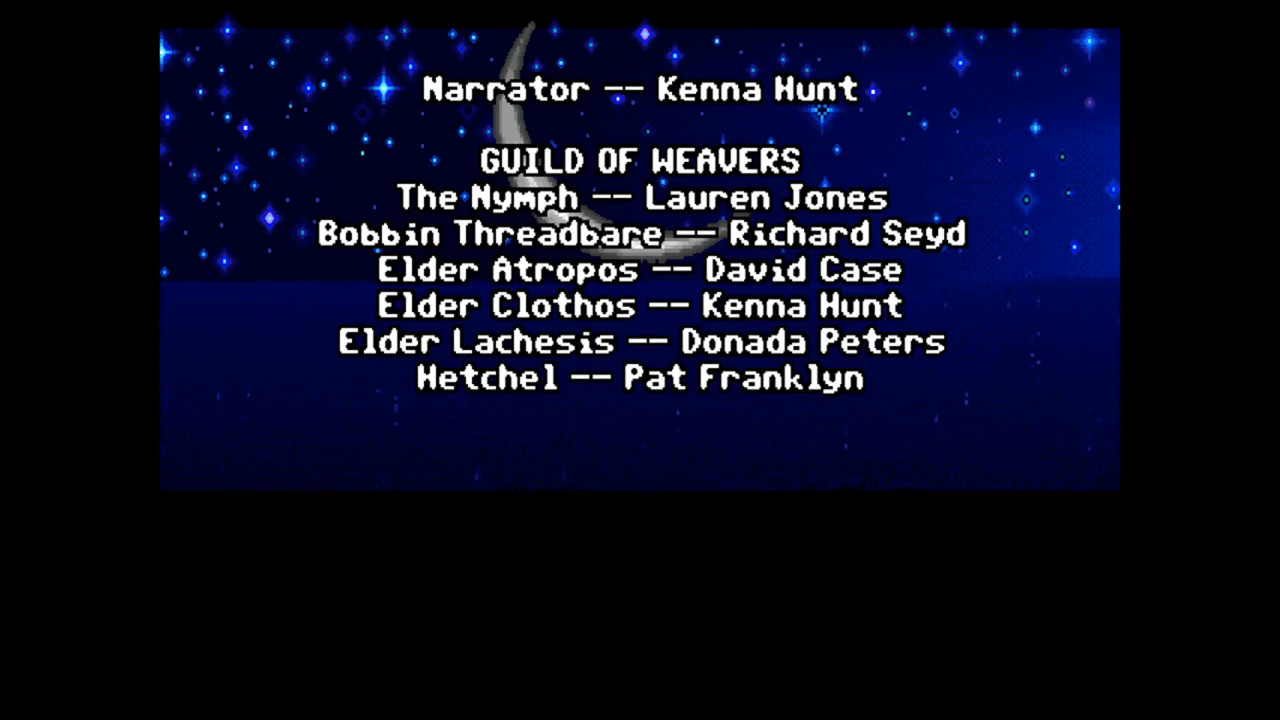 Narrator -- Kenna Hunt
GUILD OF WEAVERS
The Nymph -- Lauren Jones
Bobbin Threadbare -- Richard Seyd
Elder Atropos -- David Case
Elder Clothos -- Kenna Hunt
Elder Lachesis -- Donada Peters
Hetchel -- Pat Franklyn